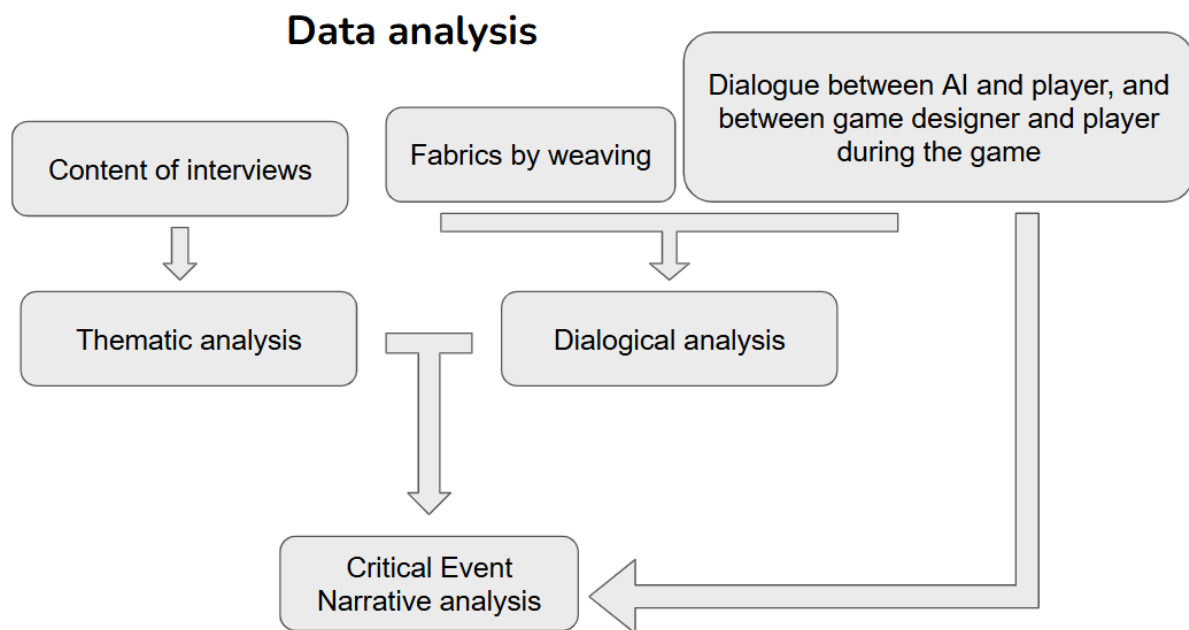 Data analysis
Content of interviews
Fabrics by weaving
Dialogue between AI and player, and
between game designer and player
during the game
Thematic analysis
Dialogical analysis
Critical Event
Narrative analysis